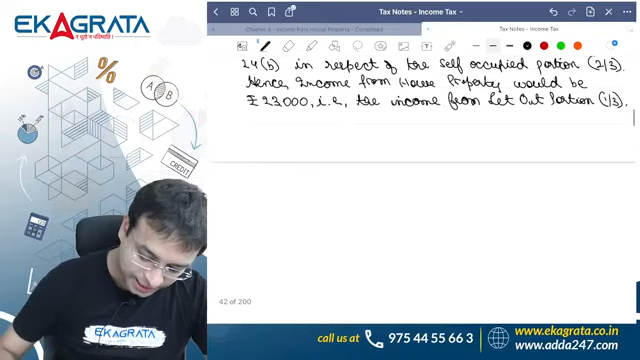 EKAGRATA
Chapter 4 - Income from House Property - Completed
Tax Notes - Income Tax
Tax Notes - Income Tax
24(b) in respect of the self occupied portion (2/3).
Hence, Income from House Property would be
₹23,000, i.e, the income from Let Out Portion (1/3).
%
A
B
CREDIT
EKAGRATA
42 of 200
call us at
975 44 55 66 3
www.ekagrata.co.in
www.adda247.com